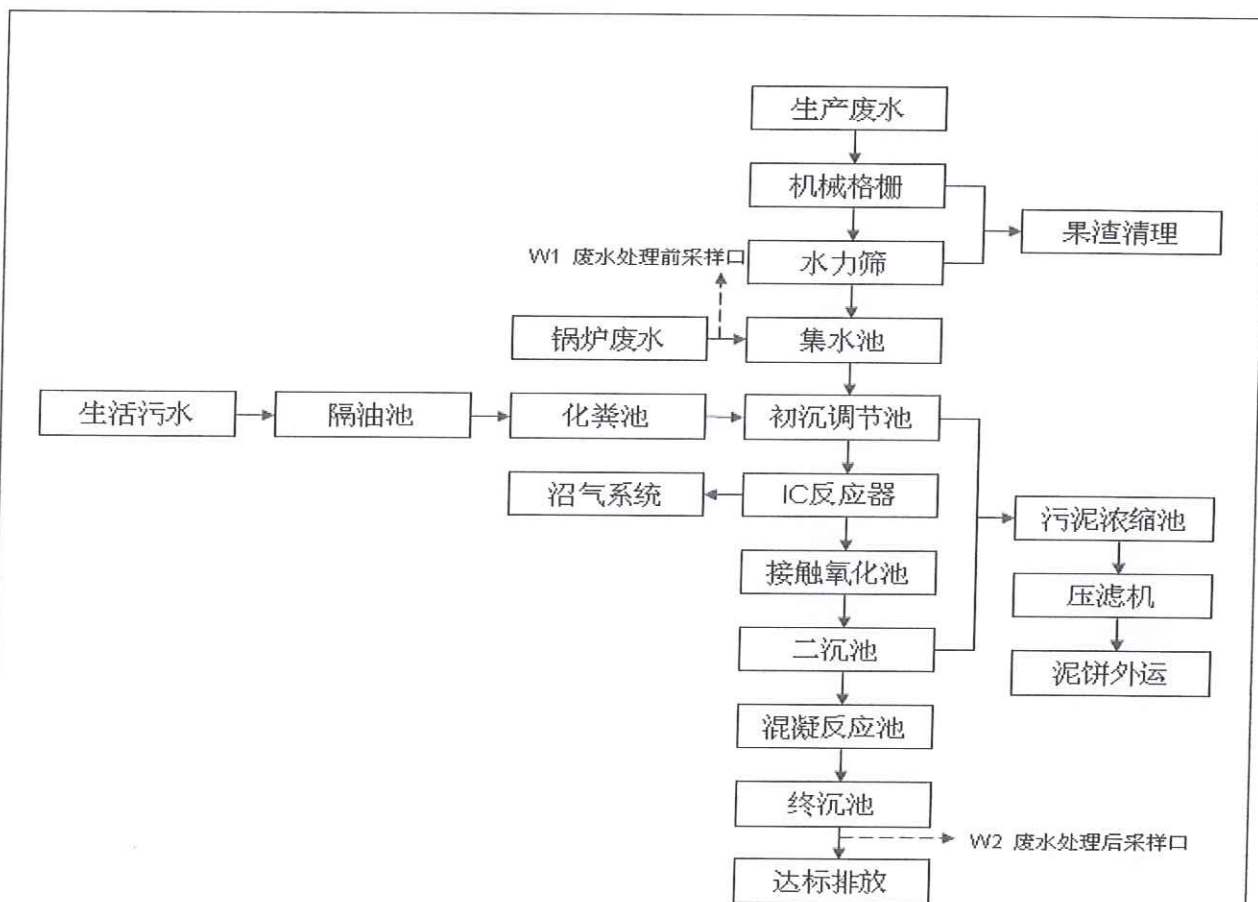 生产废水
机械格栅
果渣清理
W1 废水处理前采样口
水力筛
锅炉废水
集水池
生活污水
隔油池
化粪池
初沉调节池
沼气系统
IC反应器
污泥浓缩池
接触氧化池
压滤机
二沉池
泥饼外运
混凝反应池
终沉池
W2 废水处理后采样口
达标排放